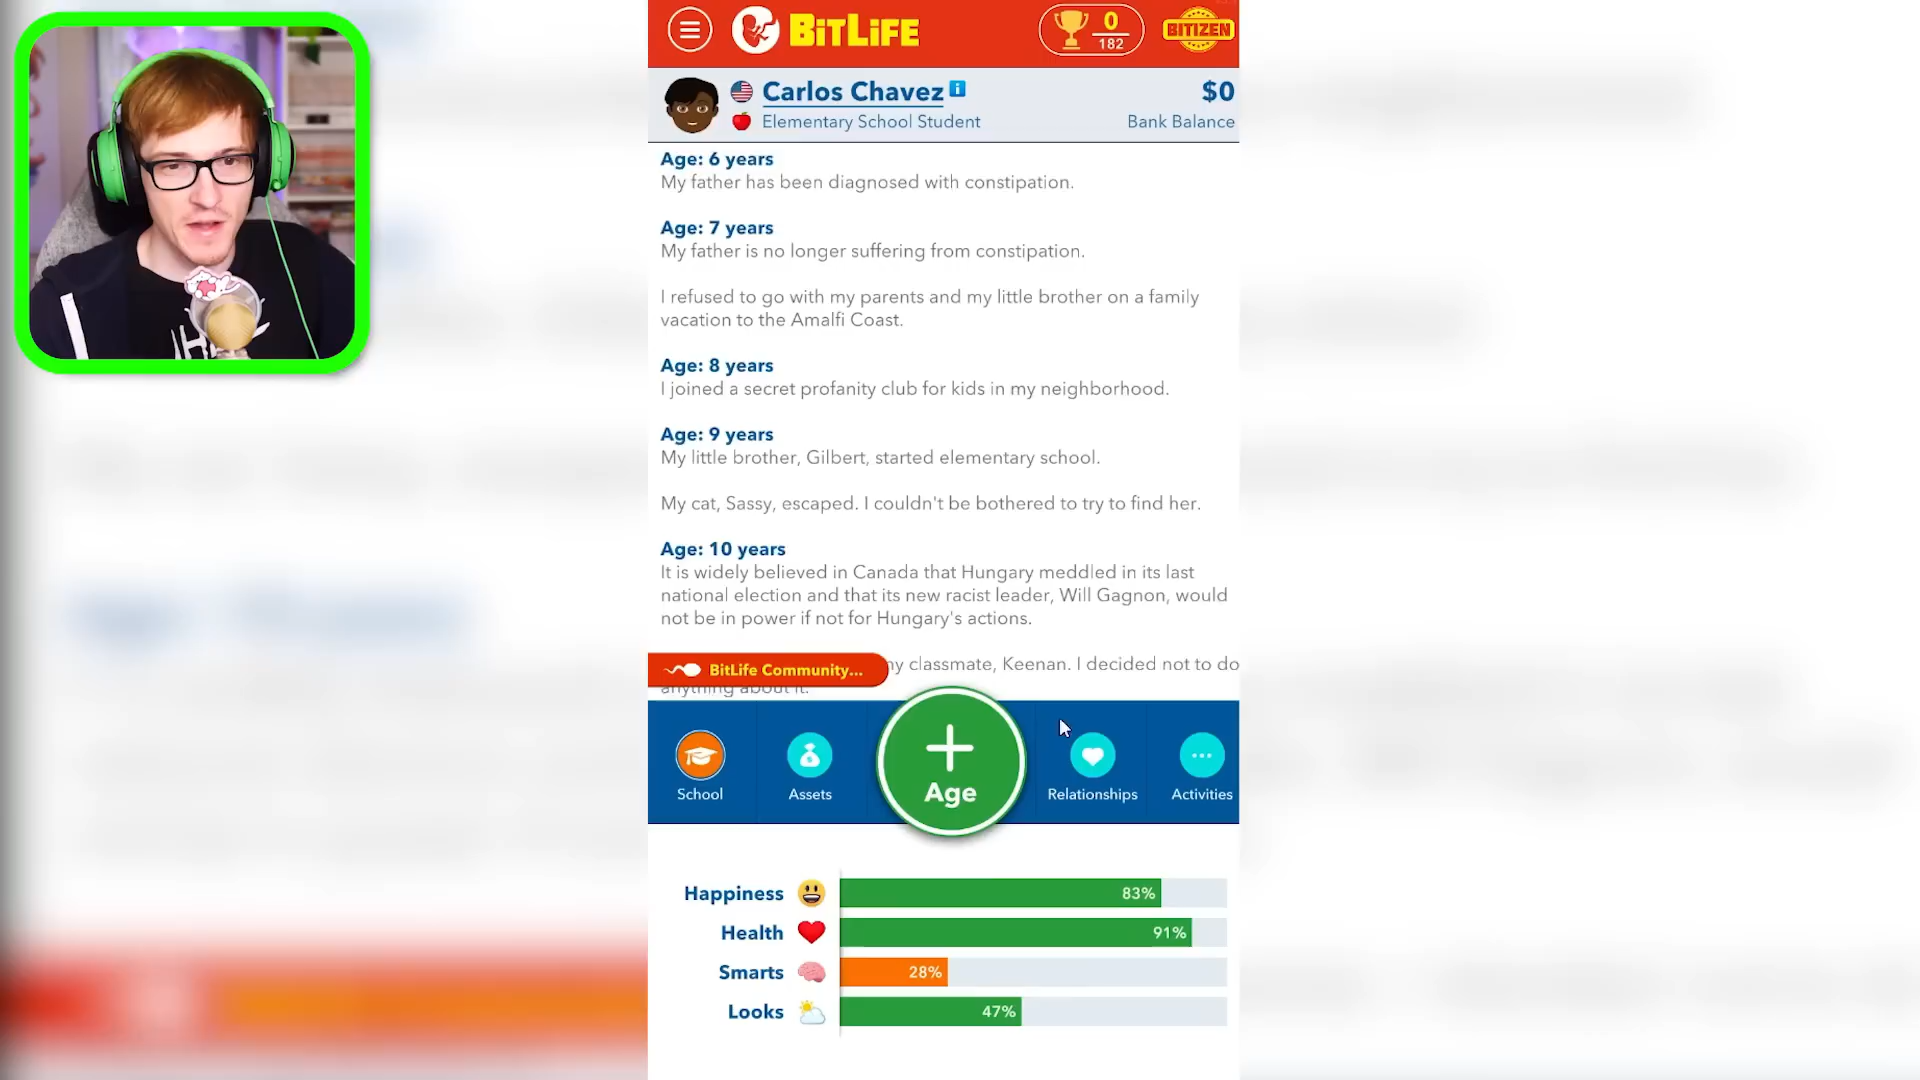 BITLIFE
0
182
BITIZEN
Carlos Chavez i
$0
Elementary School Student
Bank Balance
Age: 6 years
My father has been diagnosed with constipation.
Age: 7 years
My father is no longer suffering from constipation.
I refused to go with my parents and my little brother on a family
vacation to the Amalfi Coast.
Age: 8 years
I joined a secret profanity club for kids in my neighborhood.
Age: 9 years
My little brother, Gilbert, started elementary school.
My cat, Sassy, escaped. I couldn't be bothered to try to find her.
Age: 10 years
It is widely believed in Canada that Hungary meddled in its last
national election and that its new racist leader, Will Gagnon, would
not be in power if not for Hungary's actions.
BitLife Community...
my classmate, Keenan. I decided not to do
anything about it.
School
Assets
+
Age
Relationships
Activities
Happiness 83%
Health 91%
Smarts 28%
Looks 47%